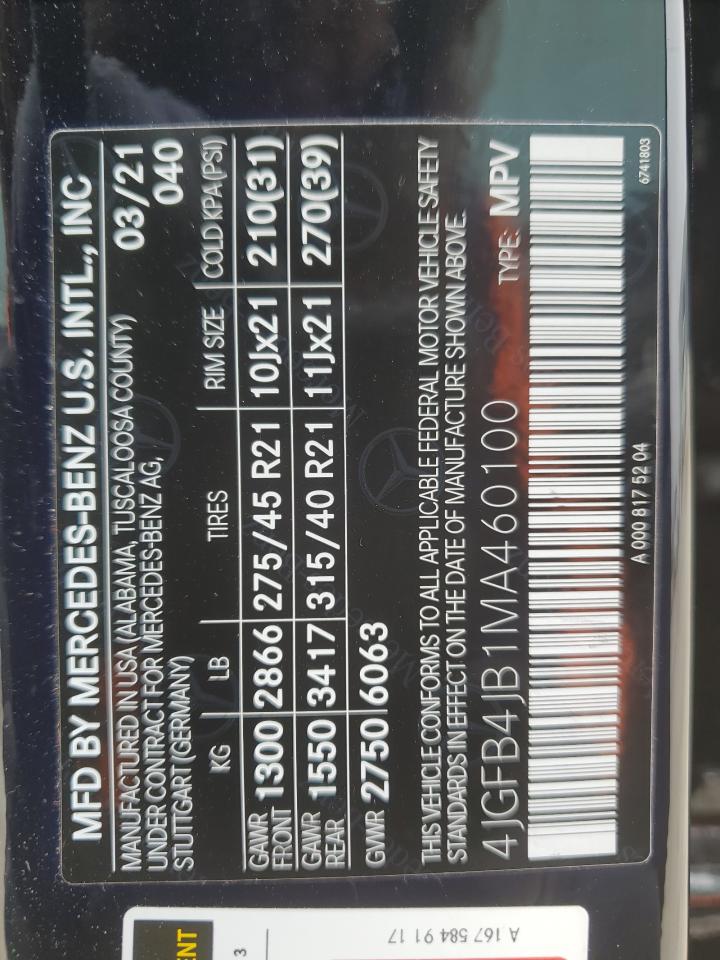 MFD BY MERCEDES-BENZ U.S. INTL., INC
MANUFACTURED IN USA (ALABAMA, TUSCALOOSA COUNTY) 03/21
UNDER CONTRACT FOR MERCEDES-BENZ AG, 040
STUTTGART (GERMANY)
KG LB TIRES RIM SIZE COLD KPA(PSI)
GAWR FRONT 1300 2866 275/45 R21 10Jx21 210(31)
GAWR REAR 1550 3417 315/40 R21 11Jx21 270(39)
GVWR 2750 6063
THIS VEHICLE CONFORMS TO ALL APPLICABLE FEDERAL MOTOR VEHICLE SAFETY
STANDARDS IN EFFECT ON THE DATE OF MANUFACTURE SHOWN ABOVE.
4JGFB4JB1MA460100 TYPE: MPV
A 000 817 52 04 6741803
A 167 584 91 17
3